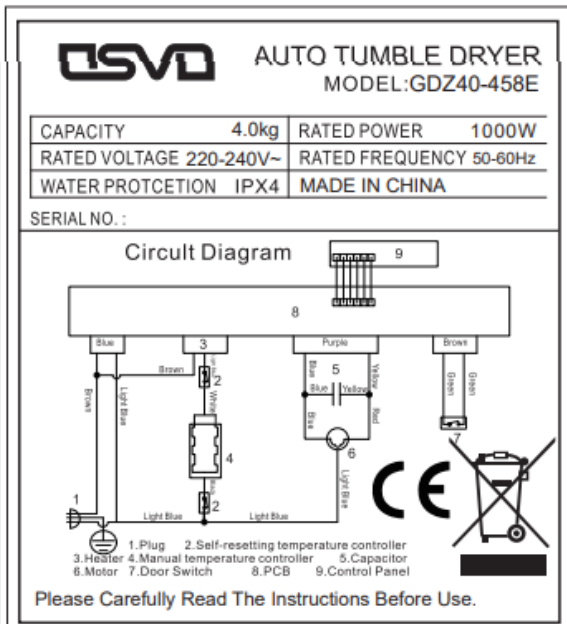 OSVO AUTO TUMBLE DRYER
MODEL:GDZ40-458E
CAPACITY 4.0kg RATED POWER 1000W
RATED VOLTAGE 220-240V~ RATED FREQUENCY 50-60Hz
WATER PROTCETION IPX4 MADE IN CHINA
SERIAL NO. :
Circuit Diagram 9
8
Blue 3 Purple Brown
Brown Light Blue
Brown
2
White
4
2
Blue Yellow
5
Blue Yellow
Blue Red
6
Light Blue
Green Green
7
1
Light Blue Light Blue
CE
1.Plug 2.Self-resetting temperature controller
3.Heater 4.Manual temperature controller 5.Capacitor
6.Motor 7.Door Switch 8.PCB 9.Control Panel
Please Carefully Read The Instructions Before Use.